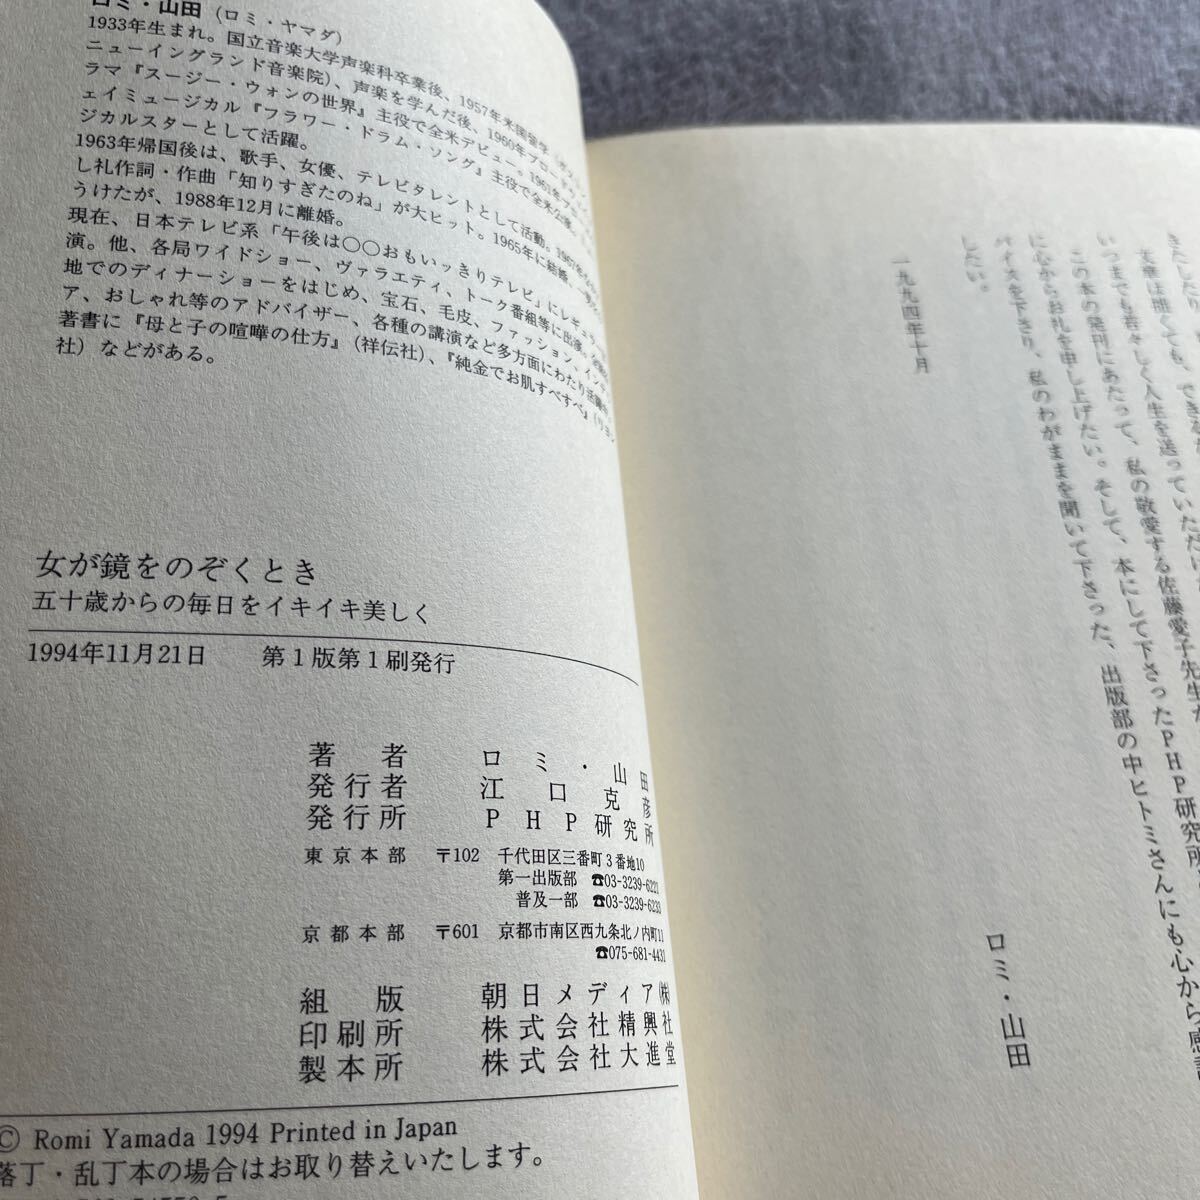 ロミ・山田(ロミ・ヤマダ)
1933年生まれ。国立音楽大学声楽科卒業後、1957年米国留学
ニューイングランド音楽院)、声楽を学んだ後、1960年ブロード
ラマ『スージー・ウォンの世界』主役で全米デビュー。1961年
ェイミュージカル『フラワー・ドラム・ソング』主役で全米公演。
ジカルスターとして活躍。
1963年帰国後は、歌手、女優、テレビタレントとして活動。
し礼作詞・作曲「知りすぎたのね」が大ヒット。1965年に結婚、
うけたが、1988年12月に離婚。
現在、日本テレビ系「午後は○○おもいっきりテレビ」にレギュラー
演。他、各局ワイドショー、ヴァラエティ、トーク番組等に出演。
地でのディナーショーをはじめ、宝石、毛皮、ファッション、インテ
ア、おしゃれ等のアドバイザー、各種の講演など多方面にわたり活躍中。
著書に『母と子の喧嘩の仕方』(祥伝社)、『純金でお肌すべすべ』(リヨン
社)などがある。
女が鏡をのぞくとき
五十歳からの毎日をイキイキ美しく
1994年11月21日 第1版第1刷発行
著者 ロミ・山田
発行者 江口克彦
発行所 PHP研究所
東京本部 〒102 千代田区三番町3番地10
第一出版部 ☎03-3239-6221
普及一部 ☎03-3239-6233
京都本部 〒601 京都市南区西九条北ノ内町11
☎075-681-4431
組版 朝日メディア㈱
印刷所 株式会社精興社
製本所 株式会社大進堂
© Romi Yamada 1994 Printed in Japan
落丁・乱丁本の場合はお取り替えいたします。
きたしたい
文章は拙くても、できるだけ
いつまでも若々しく人生を送っていただけ
この本の発刊にあたって、私の敬愛する佐藤愛子先生が
に心からお礼を申し上げたい。そして、本にして下さったPHP研究所
バイスを下さり、私のわがままを聞いて下さった、出版部の中ヒトミさんにも心から感謝
したい。
一九九四年十月
ロミ・山田